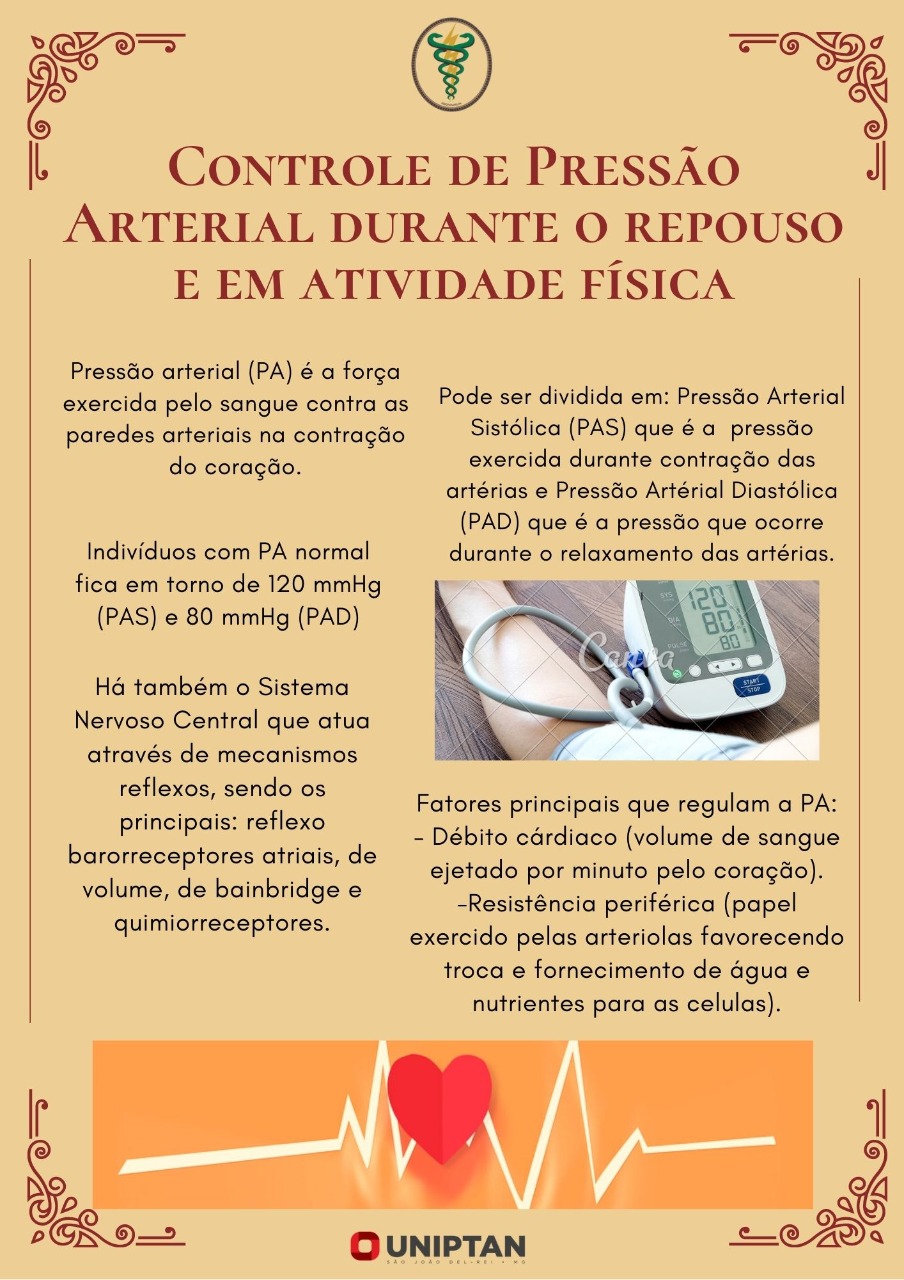 Controle de Pressão
Arterial durante o repouso
e em atividade física
Pressão arterial (PA) é a força
exercida pelo sangue contra as
paredes arteriais na contração
do coração.
Indivíduos com PA normal
fica em torno de 120 mmHg
(PAS) e 80 mmHg (PAD)
Há também o Sistema
Nervoso Central que atua
através de mecanismos
reflexos, sendo os
principais: reflexo
barorreceptores atriais, de
volume, de bainbridge e
quimiorreceptores.
Pode ser dividida em: Pressão Arterial
Sistólica (PAS) que é a  pressão
exercida durante contração das
artérias e Pressão Artérial Diastólica
(PAD) que é a pressão que ocorre
durante o relaxamento das artérias.
SYS 120
DIA 80
PULSE 80
Canva
START
STOP
Fatores principais que regulam a PA:
- Débito cárdiaco (volume de sangue
ejetado por minuto pelo coração).
-Resistência periférica (papel
exercido pelas arteriolas favorecendo
troca e fornecimento de água e
nutrientes para as celulas).
UNIPTAN
SÃO JOÃO DEL-REI • MG